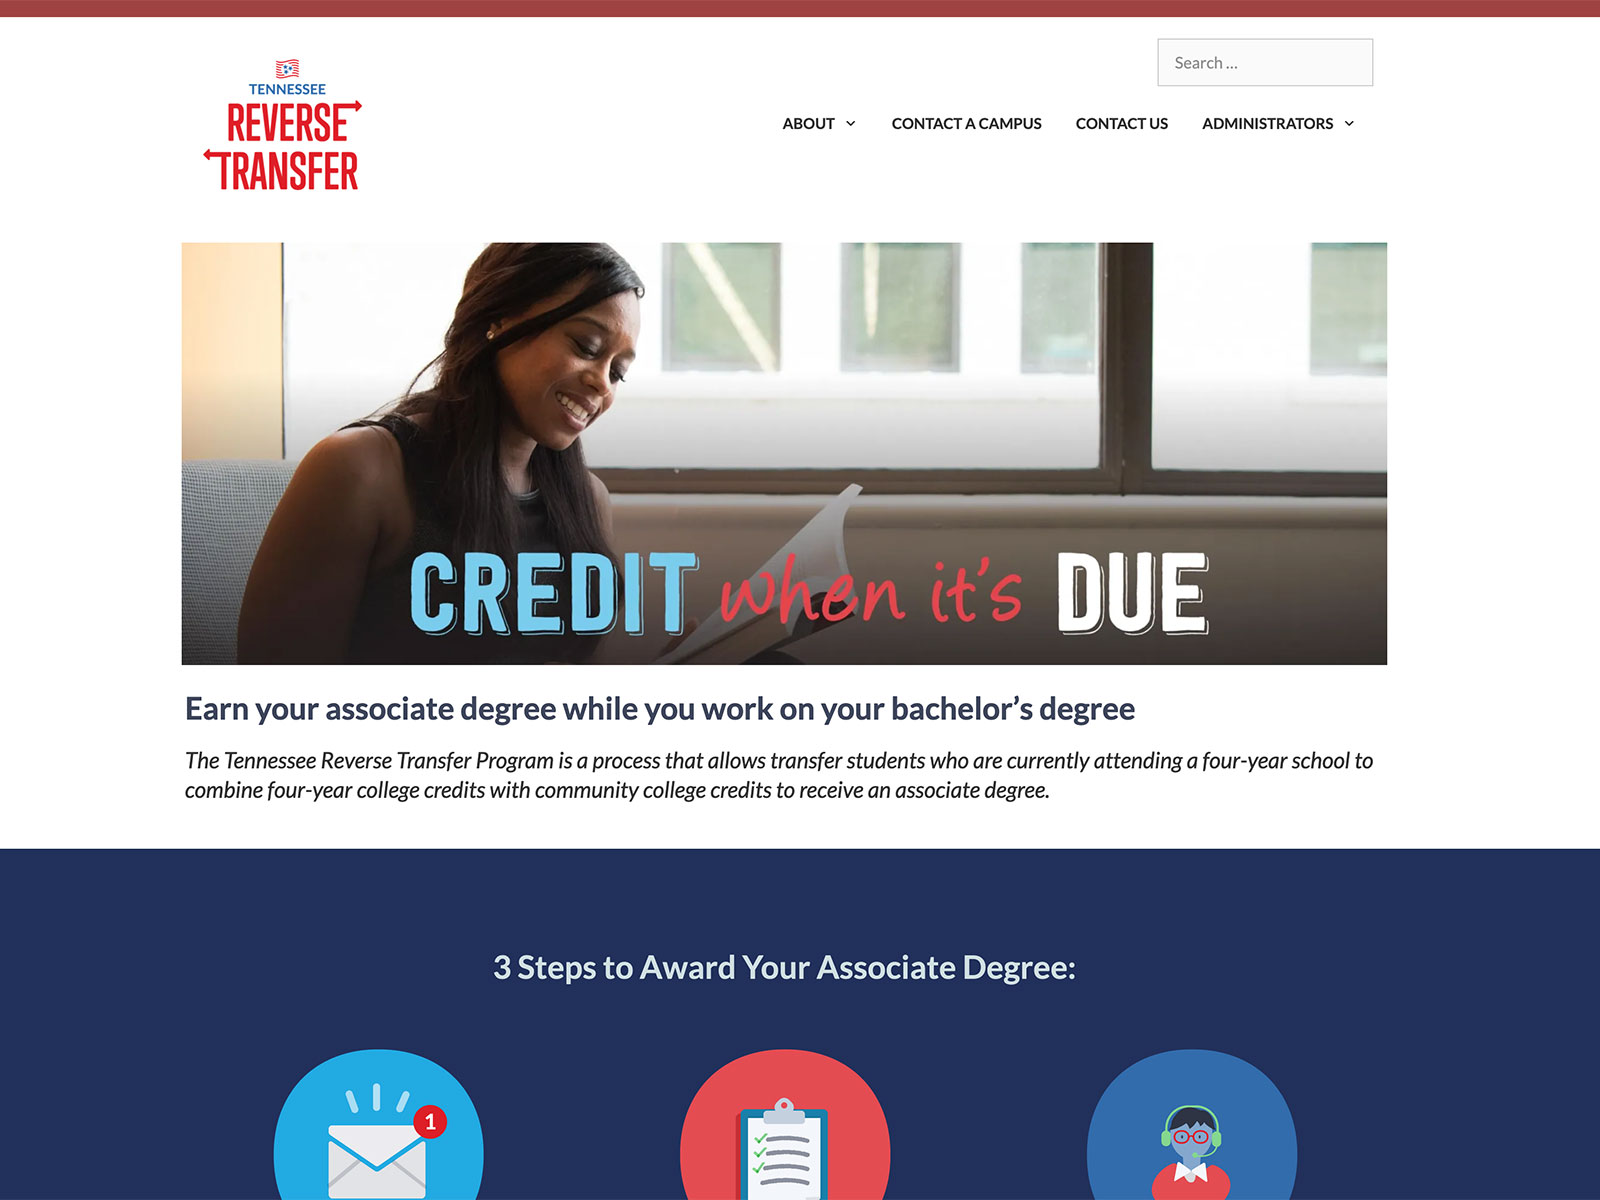 Search ...
TENNESSEE
REVERSE
TRANSFER
ABOUT
CONTACT A CAMPUS
CONTACT US
ADMINISTRATORS
CREDIT when it's DUE
Earn your associate degree while you work on your bachelor’s degree
The Tennessee Reverse Transfer Program is a process that allows transfer students who are currently attending a four-year school to
combine four-year college credits with community college credits to receive an associate degree.
3 Steps to Award Your Associate Degree:
1